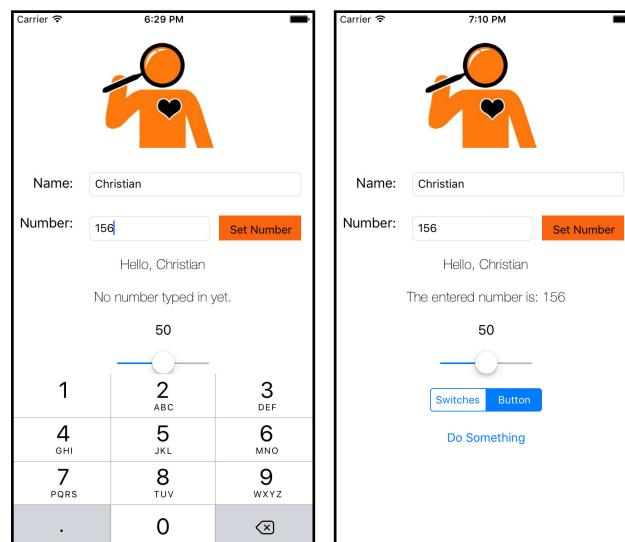 Carrier 6:29 PM
Name: Christian
Number: 156 Set Number
Hello, Christian
No number typed in yet.
50
1 2 3
ABC DEF
4 5 6
GHI JKL MNO
7 8 9
PQRS TUV WXYZ
. 0
Carrier 7:10 PM
Name: Christian
Number: 156 Set Number
Hello, Christian
The entered number is: 156
50
Switches Button
Do Something